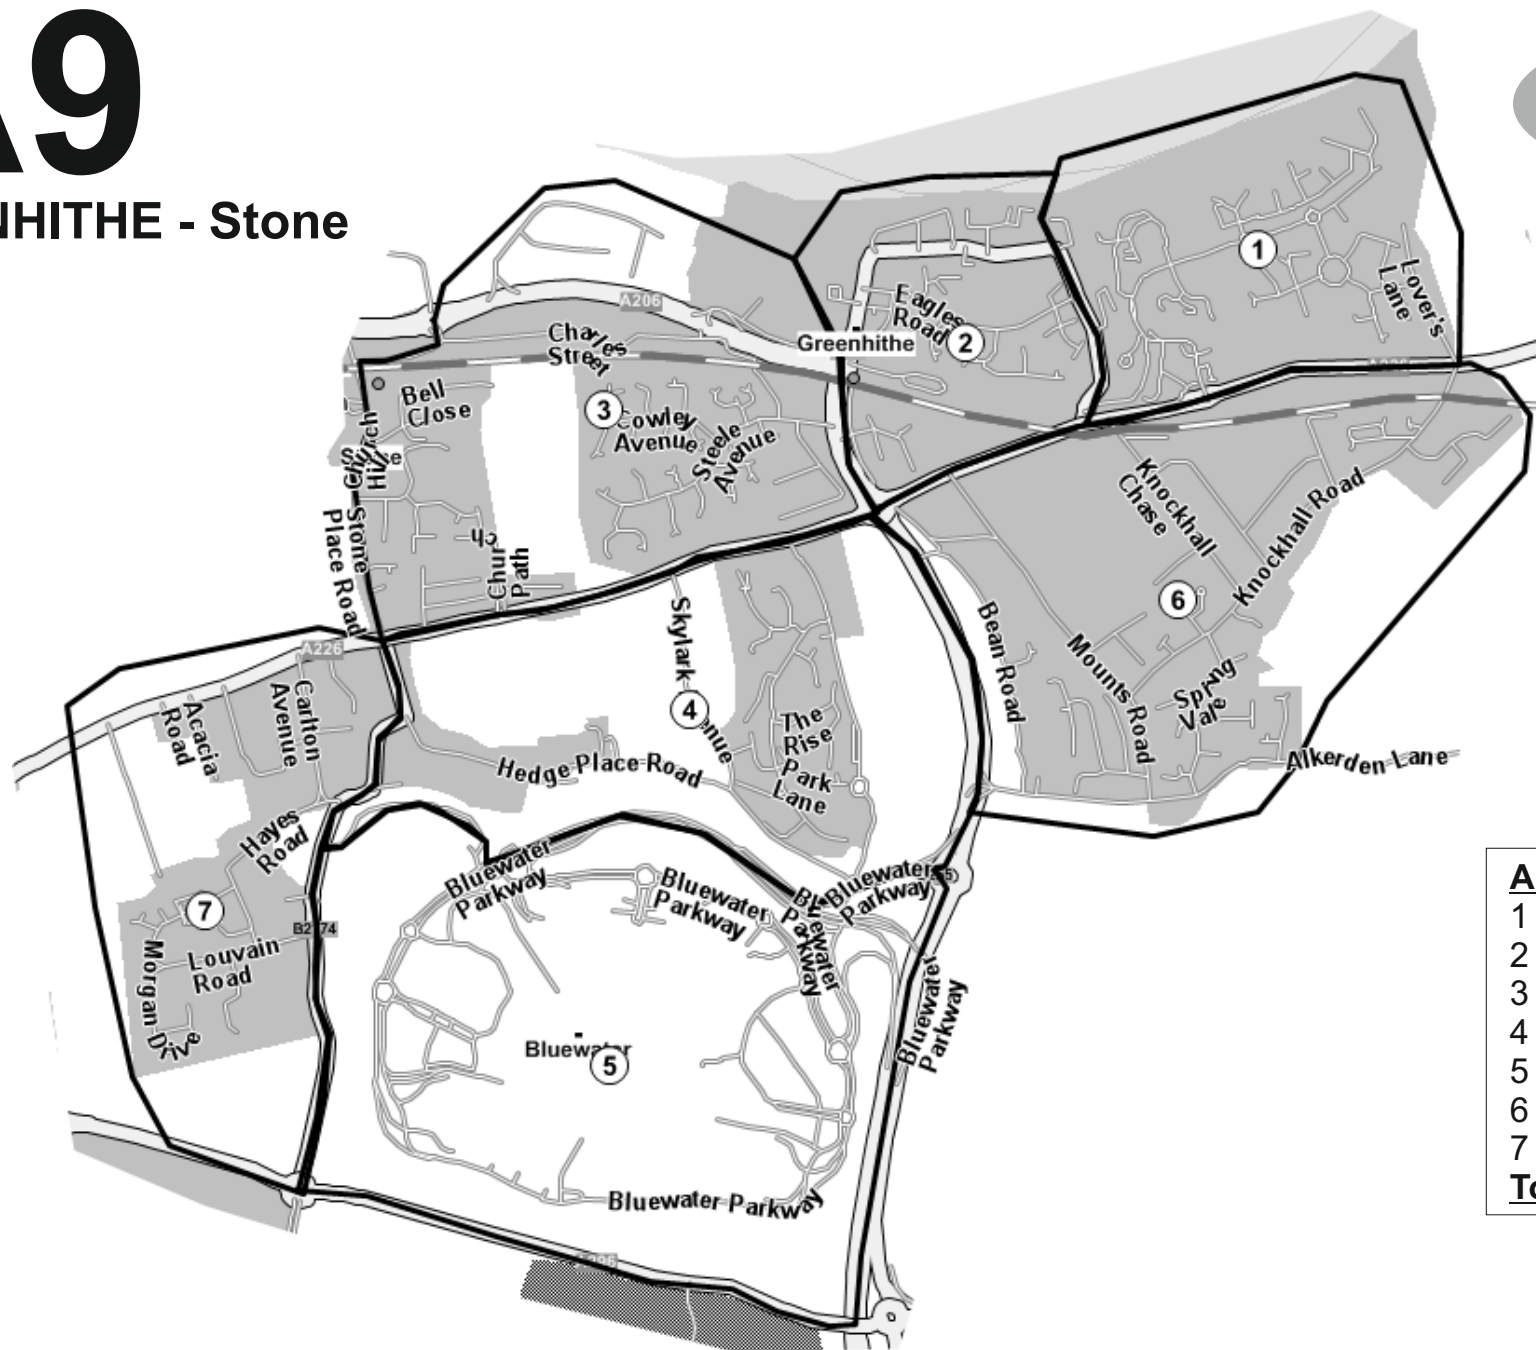 A9
NHITHE - Stone
1
Lover's
Lane
A206
Eagles
Road
2
Charles
Street
Greenhithe
Bell
Close
3
Cowley
Avenue
Steele
Avenue
Church
Hill
Stone
Place Road
Church
Path
Knockhall
Chase
Knockhall Road
6
Bean Road
Mounts Road
Spring
Vale
Alkerden Lane
A226
Skylark
enue
4
The
Rise
Park
Lane
Hedge Place Road
Acacia
Road
Carlton
Avenue
Hayes
Road
7
Louvain
Road
Morgan Drive
Bluewater
Parkway
Bluewater
Parkway
Bluewater
Parkway
Bluewater
Parkway
Bluewater
Parkway
Bluewater
5
Bluewater Parkway
A
1
2
3
4
5
6
7
To